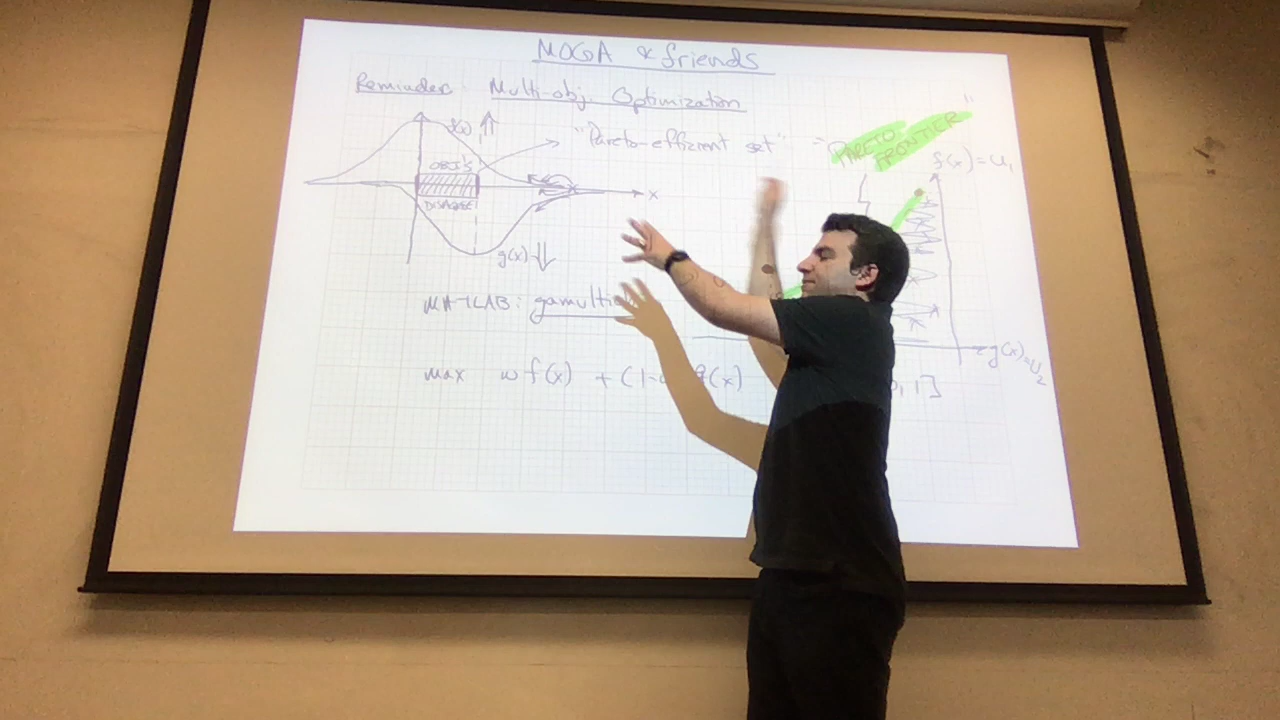 MOGA & friends
Reminder: Multi-obj. Optimization
f(x) ⇑
"Pareto-efficient set" = "PARETO FRONTIER"
f(x) = U₁
OBJ'S
DISAGREE
x
g(x) ⇓
MATLAB: gamulti
g(x) = U₂
max w f(x) + (1- g(x) , 1]